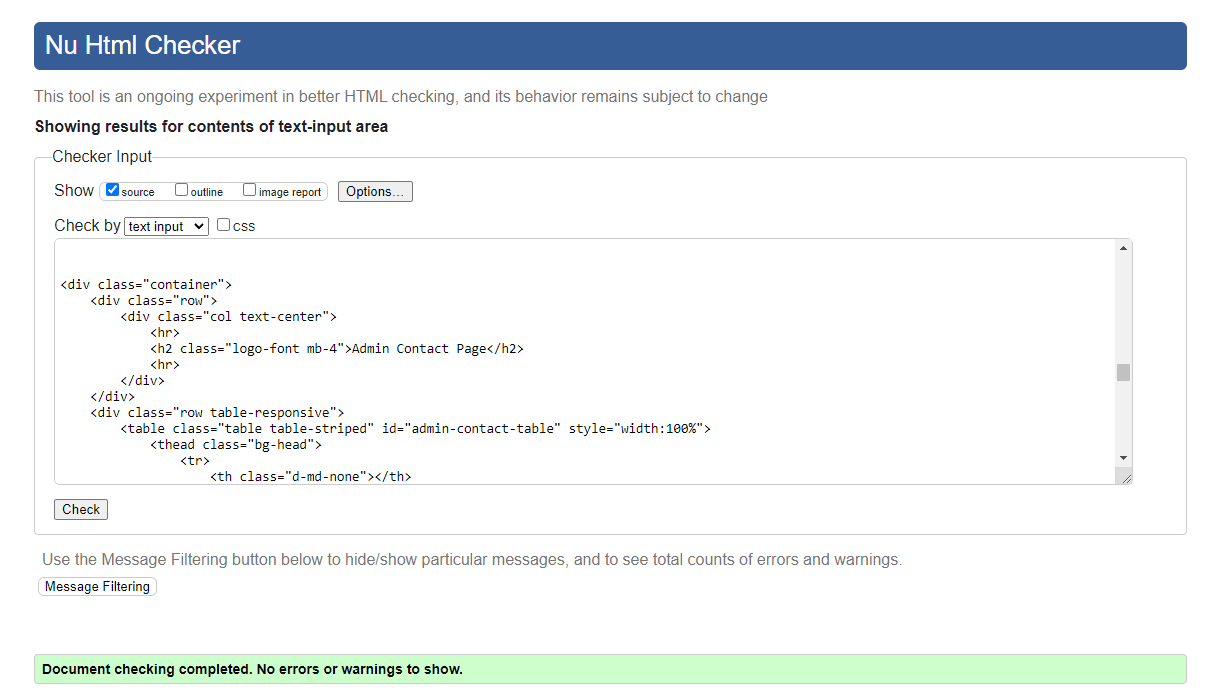 Nu Html Checker
This tool is an ongoing experiment in better HTML checking, and its behavior remains subject to change
Showing results for contents of text-input area
Checker Input
Show source outline image report Options...
Check by text input css
<div class="container">
<div class="row">
<div class="col text-center">
<hr>
<h2 class="logo-font mb-4">Admin Contact Page</h2>
<hr>
</div>
</div>
<div class="row table-responsive">
<table class="table table-striped" id="admin-contact-table" style="width:100%">
<thead class="bg-head">
<tr>
<th class="d-md-none"></th>
Check
Use the Message Filtering button below to hide/show particular messages, and to see total counts of errors and warnings.
Message Filtering
Document checking completed. No errors or warnings to show.